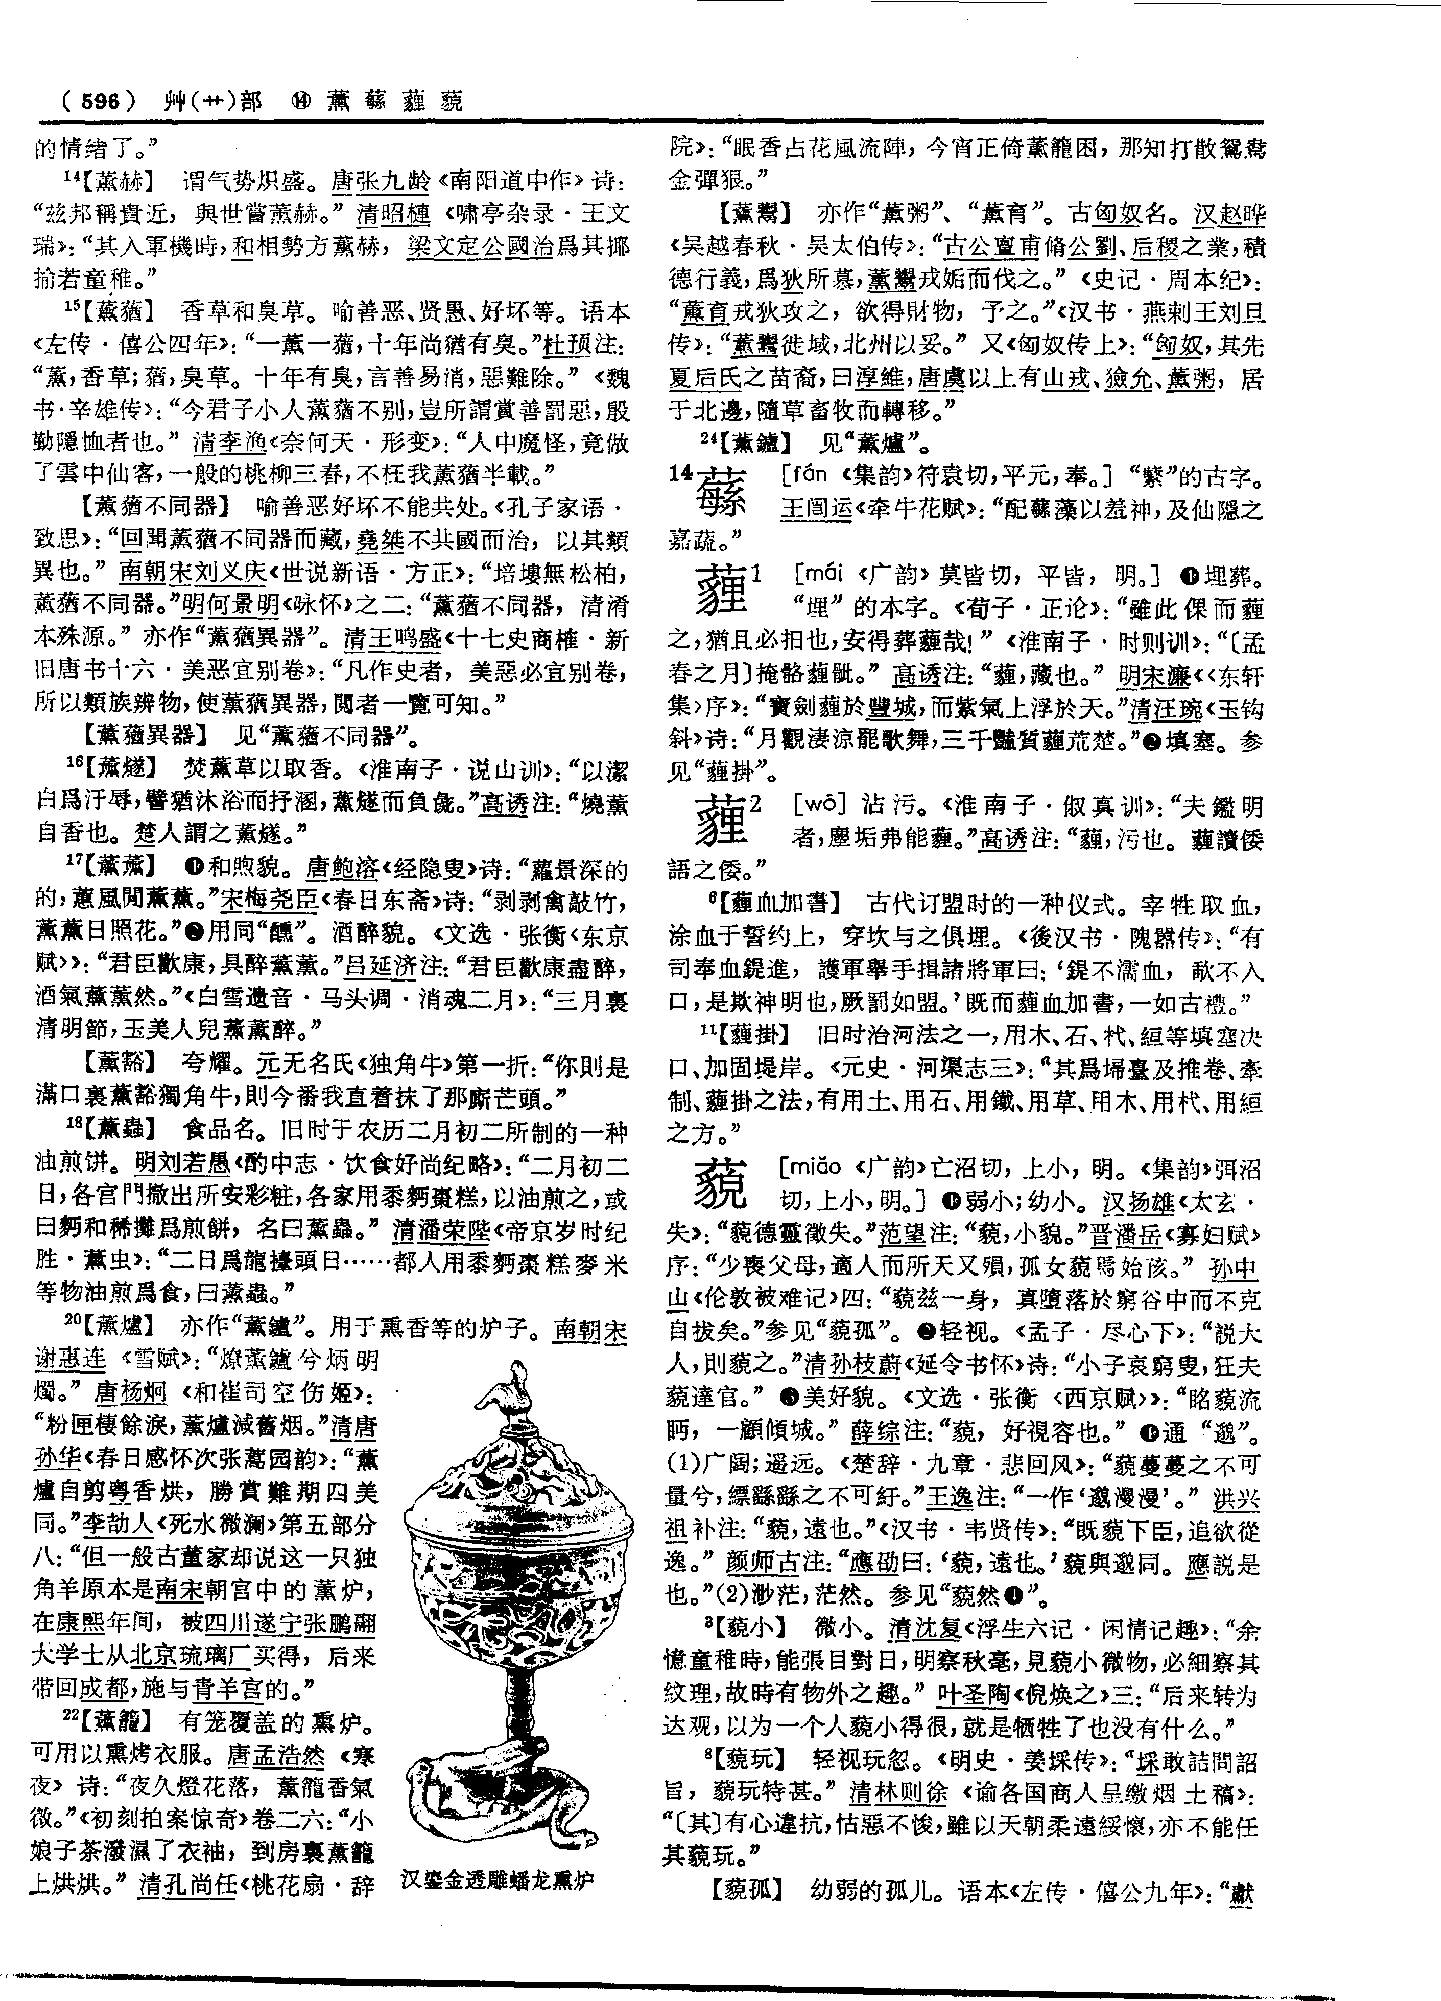 (596) 艸(艹)部 ⑭ 薰蘨薶藐
的情绪了。”
14【薰赫】 谓气势炽盛。唐张九龄《南阳道中作》诗：
“兹邦稱貴近，與世嘗薰赫。”清昭槤《啸亭杂录·王文
瑞》：“其入軍機時，和相勢方薰赫，梁文定公國治爲其揶
揄若童稚。”
15【薰蕕】 香草和臭草。喻善恶、贤愚、好坏等。语本
《左传·僖公四年》：“一薰一蕕，十年尚猶有臭。”杜预注：
“薰，香草；蕕，臭草。十年有臭，言善易消，惡難除。”《魏
书·辛雄传》：“今君子小人薰蕕不别，豈所謂賞善罰惡，殷
勤隱恤者也。”清李渔《奈何天·形变》：“人中魔怪，竟做
了雲中仙客，一般的桃柳三春，不枉我薰蕕半載。”
【薰蕕不同器】 喻善恶好坏不能共处。《孔子家语·
致思》：“回聞薰蕕不同器而藏，堯桀不共國而治，以其類
異也。”南朝宋刘义庆《世说新语·方正》：“培塿無松柏，
薰蕕不同器。”明何景明《咏怀》之二：“薰蕕不同器，清淆
本殊源。”亦作“薰蕕異器”。清王鸣盛《十七史商榷·新
旧唐书十六·美恶宜别卷》：“凡作史者，美惡必宜别卷，
所以類族辨物，使薰蕕異器，閲者一覽可知。”
【薰蕕異器】 见“薰蕕不同器”。
16【薰燧】 焚薰草以取香。《淮南子·说山训》：“以潔
白爲汙辱，譬猶沐浴而抒溷，薰燧而負彘。”高诱注：“燒薰
自香也。楚人謂之薰燧。”
17【薰薰】 ❶和煦貌。唐鲍溶《经隐叟》诗：“蘿景深的
的，蕙風閒薰薰。”宋梅尧臣《春日东斋》诗：“剥剥禽敲竹，
薰薰日照花。”❷用同“醺”。酒醉貌。《文选·张衡〈东京
赋〉》：“君臣歡康，具醉薰薰。”吕延济注：“君臣歡康盡醉，
酒氣薰薰然。”《白雪遗音·马头调·消魂二月》：“三月裏
清明節，玉美人兒薰薰醉。”
【薰豁】 夸耀。元无名氏《独角牛》第一折：“你則是
滿口裏薰豁獨角牛，則今番我直着抹了那廝芒頭。”
18【薰蟲】 食品名。旧时于农历二月初二所制的一种
油煎饼。明刘若愚《酌中志·饮食好尚纪略》：“二月初二
日，各宫門撤出所安彩粧，各家用黍麪棗糕，以油煎之，或
曰麪和稀攤爲煎餅，名曰薰蟲。”清潘荣陛《帝京岁时纪
胜·薰虫》：“二日爲龍擡頭日……都人用黍麪棗糕麥米
等物油煎爲食，曰薰蟲。”
20【薰爐】 亦作“薰鑪”。用于熏香等的炉子。南朝宋
谢惠连《雪赋》：“燎薰鑪兮炳明
燭。”唐杨炯《和崔司空伤姬》：
“粉匣棲餘淚，薰爐減舊烟。”清唐
孙华《春日感怀次张蒿园韵》：“薰
爐自剪粤香烘，勝賞難期四美
同。”李劼人《死水微澜》第五部分
八：“但一般古董家却说这一只独
角羊原本是南宋朝宫中的薰炉，
在康熙年间，被四川遂宁张鹏翮
大学士从北京琉璃厂买得，后来
带回成都，施与青羊宫的。”
22【薰籠】 有笼覆盖的熏炉。
可用以熏烤衣服。唐孟浩然《寒
夜》诗：“夜久燈花落，薰籠香氣
微。”《初刻拍案惊奇》卷二六：“小
娘子茶潑濕了衣袖，到房裏薰籠
上烘烘。”清孔尚任《桃花扇·辞
汉鎏金透雕蟠龙熏炉
院》：“眠香占花風流陣，今宵正倚薰籠困，那知打散鴛鴦
金彈狠。”
【薰鬻】 亦作“薰粥”、“薰育”。古匈奴名。汉赵晔
《吴越春秋·吴太伯传》：“古公亶甫脩公劉、后稷之業，積
德行義，爲狄所慕，薰鬻戎姤而伐之。”《史记·周本纪》：
“薰育戎狄攻之，欲得財物，予之。”《汉书·燕剌王刘旦
传》：“薰鬻徙域，北州以妥。”又《匈奴传上》：“匈奴，其先
夏后氏之苗裔，曰淳維，唐虞以上有山戎、獫允、薰粥，居
于北邊，隨草畜牧而轉移。”
24【薰鑪】 见“薰爐”。
14蘨 [fán《集韵》符袁切，平元，奉。]“繁”的古字。
王闿运《牵牛花赋》：“配蘨藻以羞神，及仙隱之
嘉蔬。”
薶1 [mái《广韵》莫皆切，平皆，明。] ❶埋葬。
“埋”的本字。《荀子·正论》：“雖此倮而薶
之，猶且必抇也，安得葬薶哉！”《淮南子·时则训》：“〔孟
春之月〕掩骼薶骴。”高诱注：“薶，藏也。”明宋濂《〈东轩
集〉序》：“寳劍薶於豐城，而紫氣上浮於天。”清汪琬《玉钩
斜》诗：“月觀淒涼罷歌舞，三千豔質薶荒楚。”❷填塞。参
见“薶掛”。
薶2 [wō] 沾污。《淮南子·俶真训》：“夫鑑明
者，塵垢弗能薶。”高诱注：“薶，污也。薶讀倭
語之倭。”
6【薶血加書】 古代订盟时的一种仪式。宰牲取血，
涂血于誓约上，穿坎与之俱埋。《後汉书·隗嚣传》：“有
司奉血鍉進，護軍舉手揖諸將軍曰：‘鍉不濡血，歃不入
口，是欺神明也，厥罰如盟。’既而薶血加書，一如古禮。”
11【薶掛】 旧时治河法之一，用木、石、杙、絙等填塞决
口、加固堤岸。《元史·河渠志三》：“其爲埽臺及推卷、牽
制、薶掛之法，有用土、用石、用鐵、用草、用木、用杙、用絙
之方。”
藐 [miǎo《广韵》亡沼切，上小，明。《集韵》弭沼
切，上小，明。] ❶弱小；幼小。汉扬雄《太玄·
失》：“藐德靈徵失。”范望注：“藐，小貌。”晋潘岳《寡妇赋》
序：“少喪父母，適人而所天又殞，孤女藐焉始孩。”孙中
山《伦敦被难记》四：“藐兹一身，真墮落於窮谷中而不克
自拔矣。”参见“藐孤”。❷轻视。《孟子·尽心下》：“説大
人，則藐之。”清孙枝蔚《延令书怀》诗：“小子哀窮叟，狂夫
藐達官。”❸美好貌。《文选·张衡〈西京赋〉》：“眳藐流
眄，一顧傾城。”薛综注：“藐，好視容也。”❹通“邈”。
(1)广阔；遥远。《楚辞·九章·悲回风》：“藐蔓蔓之不可
量兮，縹緜緜之不可紆。”王逸注：“一作‘邈漫漫’。”洪兴
祖补注：“藐，遠也。”《汉书·韦贤传》：“既藐下臣，追欲從
逸。”颜师古注：“應劭曰：‘藐，遠也。’藐與邈同。應説是
也。”(2)渺茫，茫然。参见“藐然❶”。
3【藐小】 微小。清沈复《浮生六记·闲情记趣》：“余
憶童稚時，能張目對日，明察秋毫，見藐小微物，必細察其
紋理，故時有物外之趣。”叶圣陶《倪焕之》三：“后来转为
达观，以为一个人藐小得很，就是牺牲了也没有什么。”
8【藐玩】 轻视玩忽。《明史·姜埰传》：“埰敢詰問詔
旨，藐玩特甚。”清林则徐《谕各国商人呈缴烟土稿》：
“〔其〕有心違抗，怙惡不悛，雖以天朝柔遠綏懷，亦不能任
其藐玩。”
【藐孤】 幼弱的孤儿。语本《左传·僖公九年》：“獻